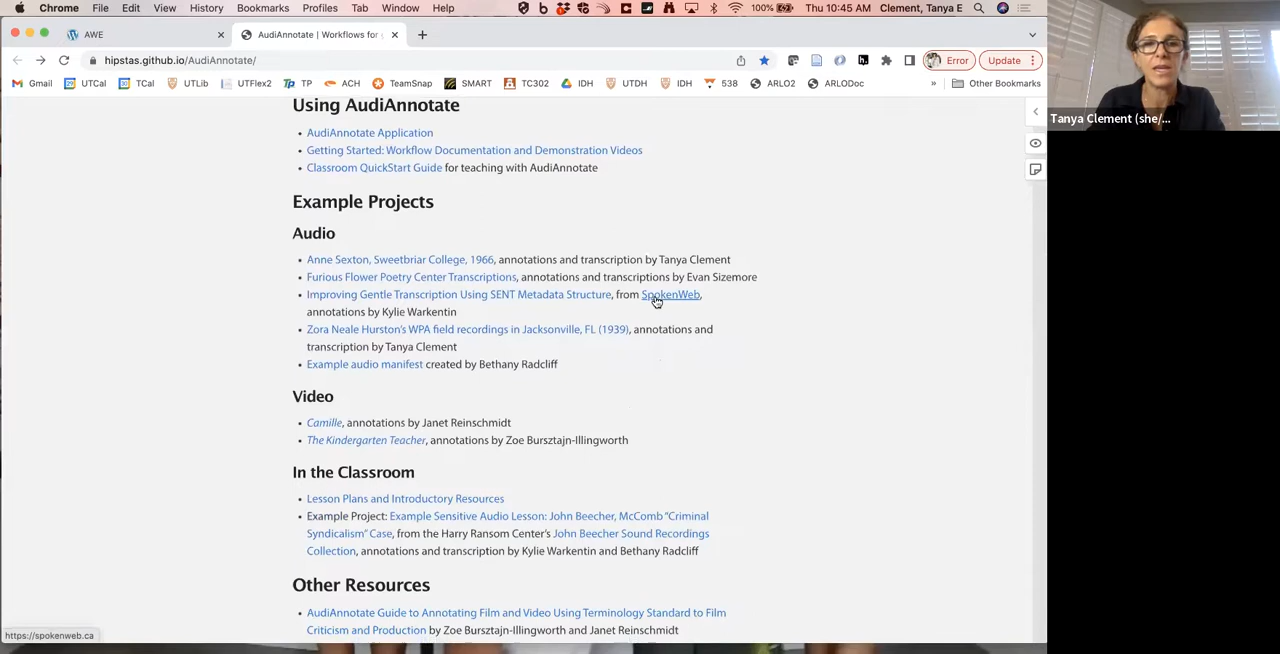 Chrome File Edit View History Bookmarks Profiles Tab Window Help 100% Thu 10:45 AM Clement, Tanya E
AWE
AudiAnnotate | Workflows for
hipstas.github.io/AudiAnnotate/
Error
Update
Gmail UTCal TCal UTLib UTFlex2 TP ACH TeamSnap SMART TC302 IDH UTDH IDH 538 ARLO2 ARLODoc » Other Bookmarks
Using AudiAnnotate
• AudiAnnotate Application
• Getting Started: Workflow Documentation and Demonstration Videos
• Classroom QuickStart Guide for teaching with AudiAnnotate
Example Projects
Audio
• Anne Sexton, Sweetbriar College, 1966, annotations and transcription by Tanya Clement
• Furious Flower Poetry Center Transcriptions, annotations and transcriptions by Evan Sizemore
• Improving Gentle Transcription Using SENT Metadata Structure, from SpokenWeb,
annotations by Kylie Warkentin
• Zora Neale Hurston's WPA field recordings in Jacksonville, FL (1939), annotations and
transcription by Tanya Clement
• Example audio manifest created by Bethany Radcliff
Video
• Camille, annotations by Janet Reinschmidt
• The Kindergarten Teacher, annotations by Zoe Bursztajn-Illingworth
In the Classroom
• Lesson Plans and Introductory Resources
• Example Project: Example Sensitive Audio Lesson: John Beecher, McComb "Criminal
Syndicalism" Case, from the Harry Ransom Center's John Beecher Sound Recordings
Collection, annotations and transcription by Kylie Warkentin and Bethany Radcliff
Other Resources
• AudiAnnotate Guide to Annotating Film and Video Using Terminology Standard to Film
Criticism and Production by Zoe Bursztajn-Illingworth and Janet Reinschmidt
https://spokenweb.ca
Tanya Clement (she/...